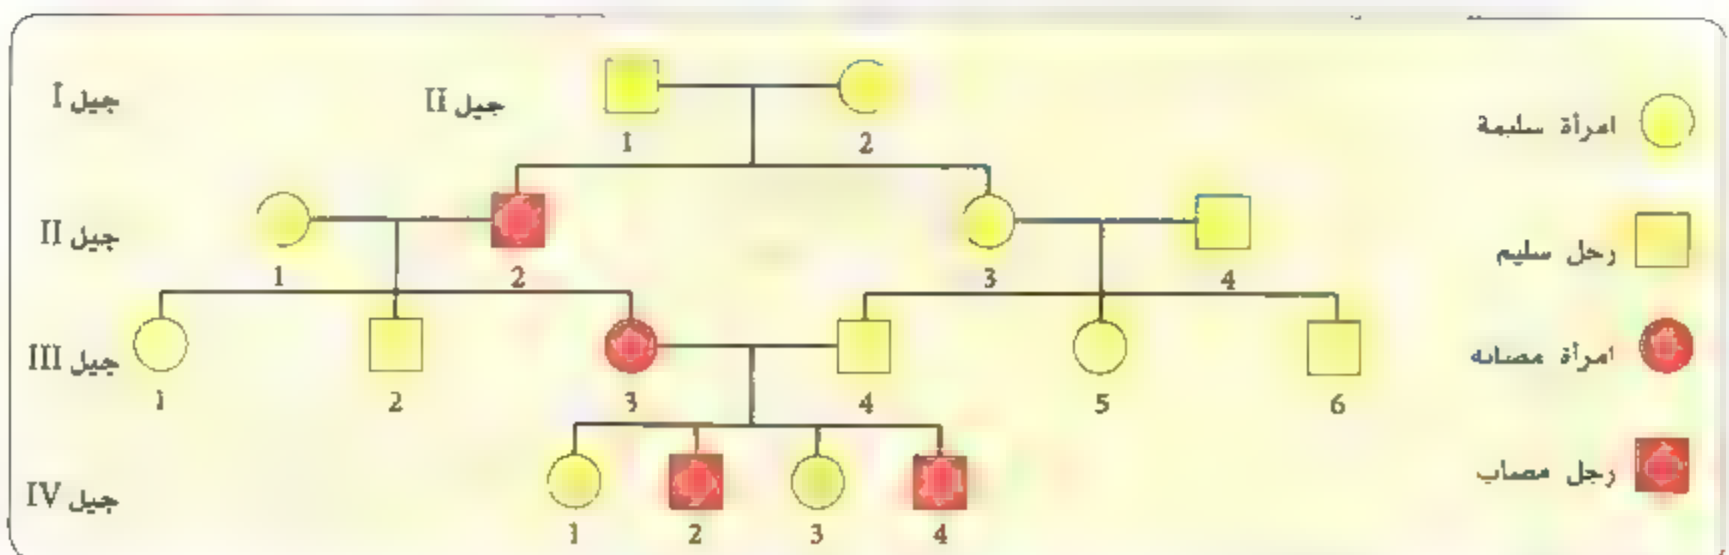 جيل I
جيل II
1 2
امرأة سليمة
جيل II
1 2 3 4
رجل سليم
جيل III
1 2 3 4 5 6
امرأة مصابة
جيل IV
1 2 3 4
رجل مصاب